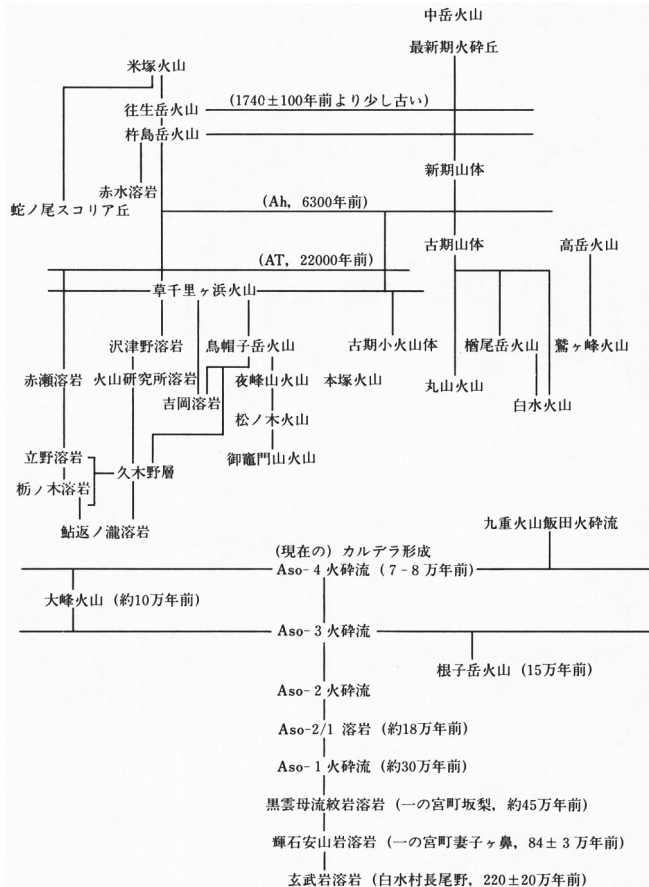 中岳火山
最新期火砕丘
米塚火山
往生岳火山
(1740±100年前より少し古い)
杵島岳火山
新期山体
赤水溶岩
蛇ノ尾スコリア丘
(Ah, 6300年前)
古期山体
高岳火山
(AT, 22000年前)
草千里ヶ浜火山
沢津野溶岩
烏帽子岳火山
古期小火山体
楢尾岳火山
鷲ヶ峰火山
赤瀬溶岩
火山研究所溶岩
夜峰山火山
本塚火山
丸山火山
吉岡溶岩
白水火山
松ノ木火山
立野溶岩
御竈門山火山
久木野層
栃ノ木溶岩
鮎返ノ瀧溶岩
九重火山飯田火砕流
(現在の) カルデラ形成
Aso-4 火砕流 (7-8万年前)
大峰火山 (約10万年前)
Aso-3 火砕流
根子岳火山 (15万年前)
Aso-2 火砕流
Aso-2/1 溶岩 (約18万年前)
Aso-1 火砕流 (約30万年前)
黒雲母流紋岩溶岩 (一の宮町坂梨, 約45万年前)
輝石安山岩溶岩 (一の宮町妻子ヶ鼻, 84±3万年前)
玄武岩溶岩 (白水村長尾野, 220±20万年前)